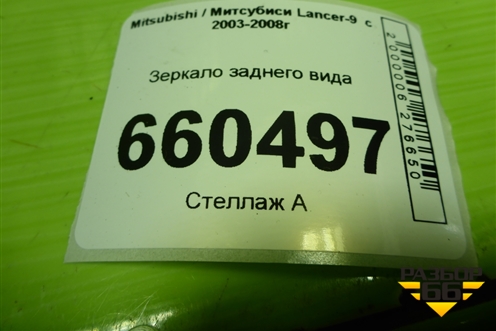 Mitsubishi / Митсубиси Lancer-9 с
2003-2008г
Зеркало заднего вида
660497
Стеллаж А
2000006276650
РАЗБОР
66